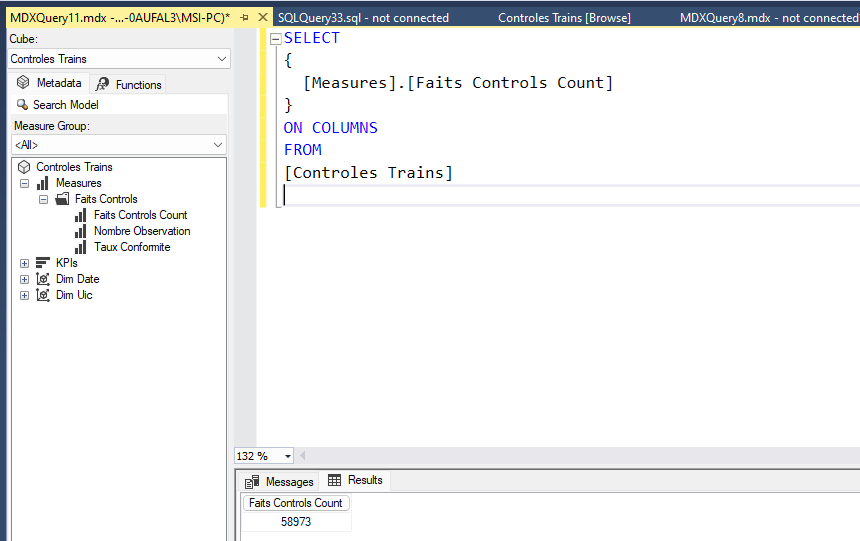 MDXQuery11.mdx -...-0AUFAL3\MSI-PC)*
SQLQuery33.sql - not connected
Controles Trains [Browse]
MDXQuery8.mdx - not connected
Cube:
Controles Trains
Metadata
Functions
Search Model
Measure Group:
<All>
Controles Trains
Measures
Faits Controls
Faits Controls Count
Nombre Observation
Taux Conformite
KPIs
Dim Date
Dim Uic
SELECT
{
[Measures].[Faits Controls Count]
}
ON COLUMNS
FROM
[Controles Trains]
132 %
Messages
Results
Faits Controls Count
58973